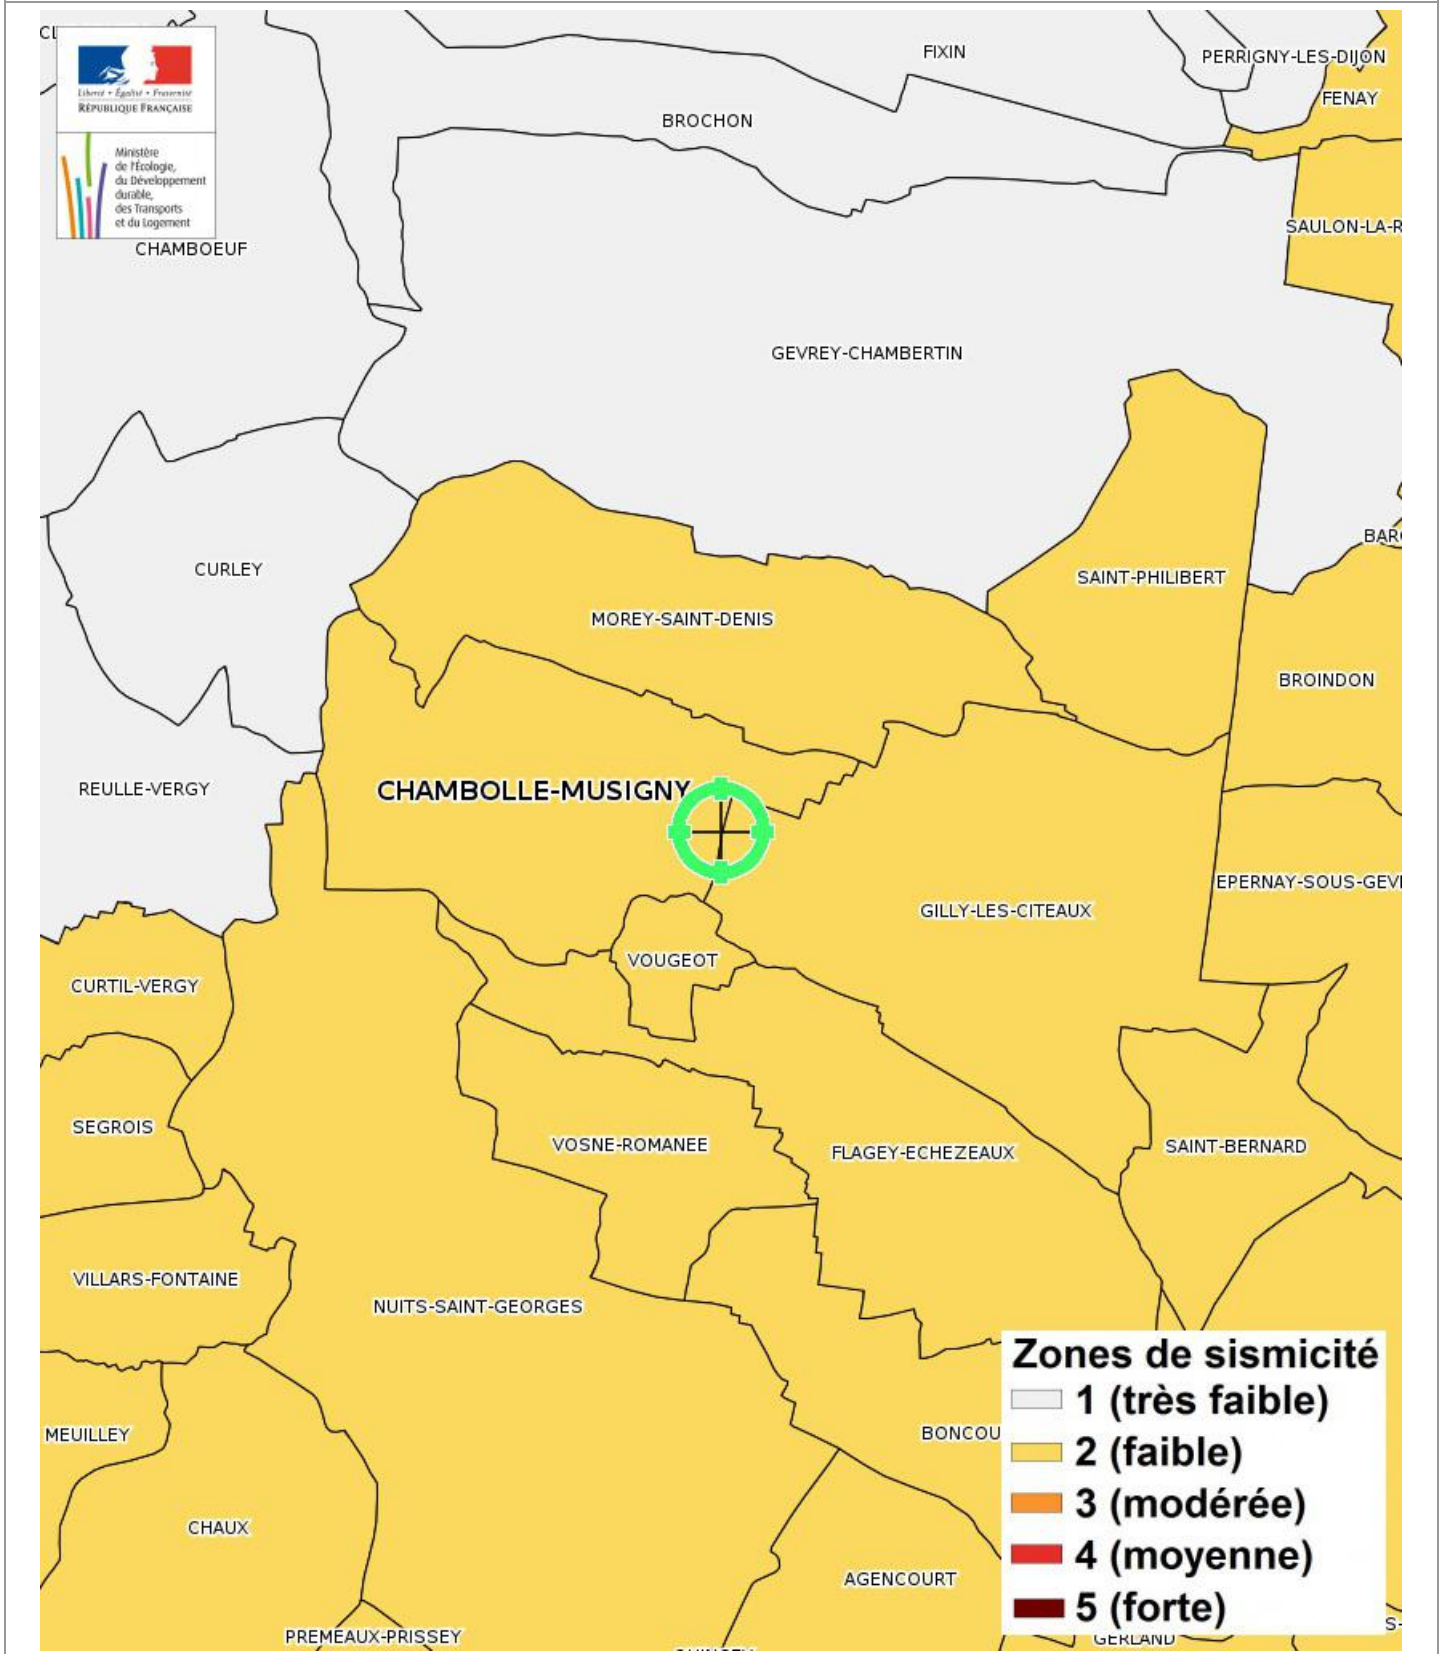 FIXIN
PERRIGNY-LES-DIJON
FENAY
BROCHON
Liberté • Égalité • Fraternité
RÉPUBLIQUE FRANÇAISE
Ministère
de l'Écologie,
du Développement
durable,
des Transports
et du Logement
SAULON-LA-R
CHAMBOEUF
GEVREY-CHAMBERTIN
BAR
CURLEY
SAINT-PHILIBERT
MOREY-SAINT-DENIS
BROINDON
REULLE-VERGY
CHAMBOLLE-MUSIGNY
EPERNAY-SOUS-GEV
GILLY-LES-CITEAUX
VOUGEOT
CURTIL-VERGY
SEGROIS
VOSNE-ROMANEE
FLAGEY-ECHEZEAUX
SAINT-BERNARD
VILLARS-FONTAINE
NUITS-SAINT-GEORGES
Zones de sismicité
1 (très faible)
2 (faible)
3 (modérée)
4 (moyenne)
5 (forte)
MEUILLEY
BONCOU
CHAUX
AGENCOURT
PREMEAUX-PRISSEY
GERLAND
S-